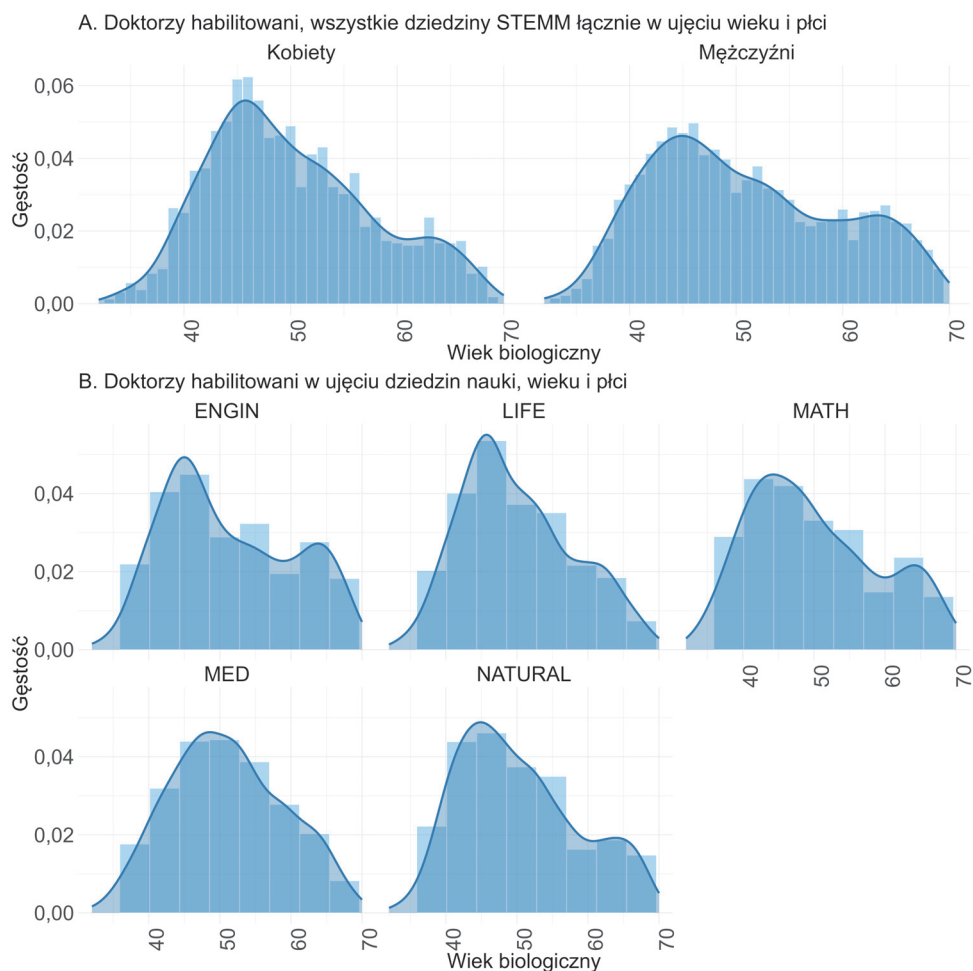 A. Doktorzy habilitowani, wszystkie dziedziny STEMM łącznie w ujęciu wieku i płci
Kobiety Mężczyźni
0,06
0,04
0,02
0,00
Gęstość
40 50 60 70 40 50 60 70
Wiek biologiczny
B. Doktorzy habilitowani w ujęciu dziedzin nauki, wieku i płci
ENGIN LIFE MATH
0,04
0,02
0,00
40 50 60 70
Gęstość
MED NATURAL
0,04
0,02
0,00
40 50 60 70 40 50 60 70
Wiek biologiczny